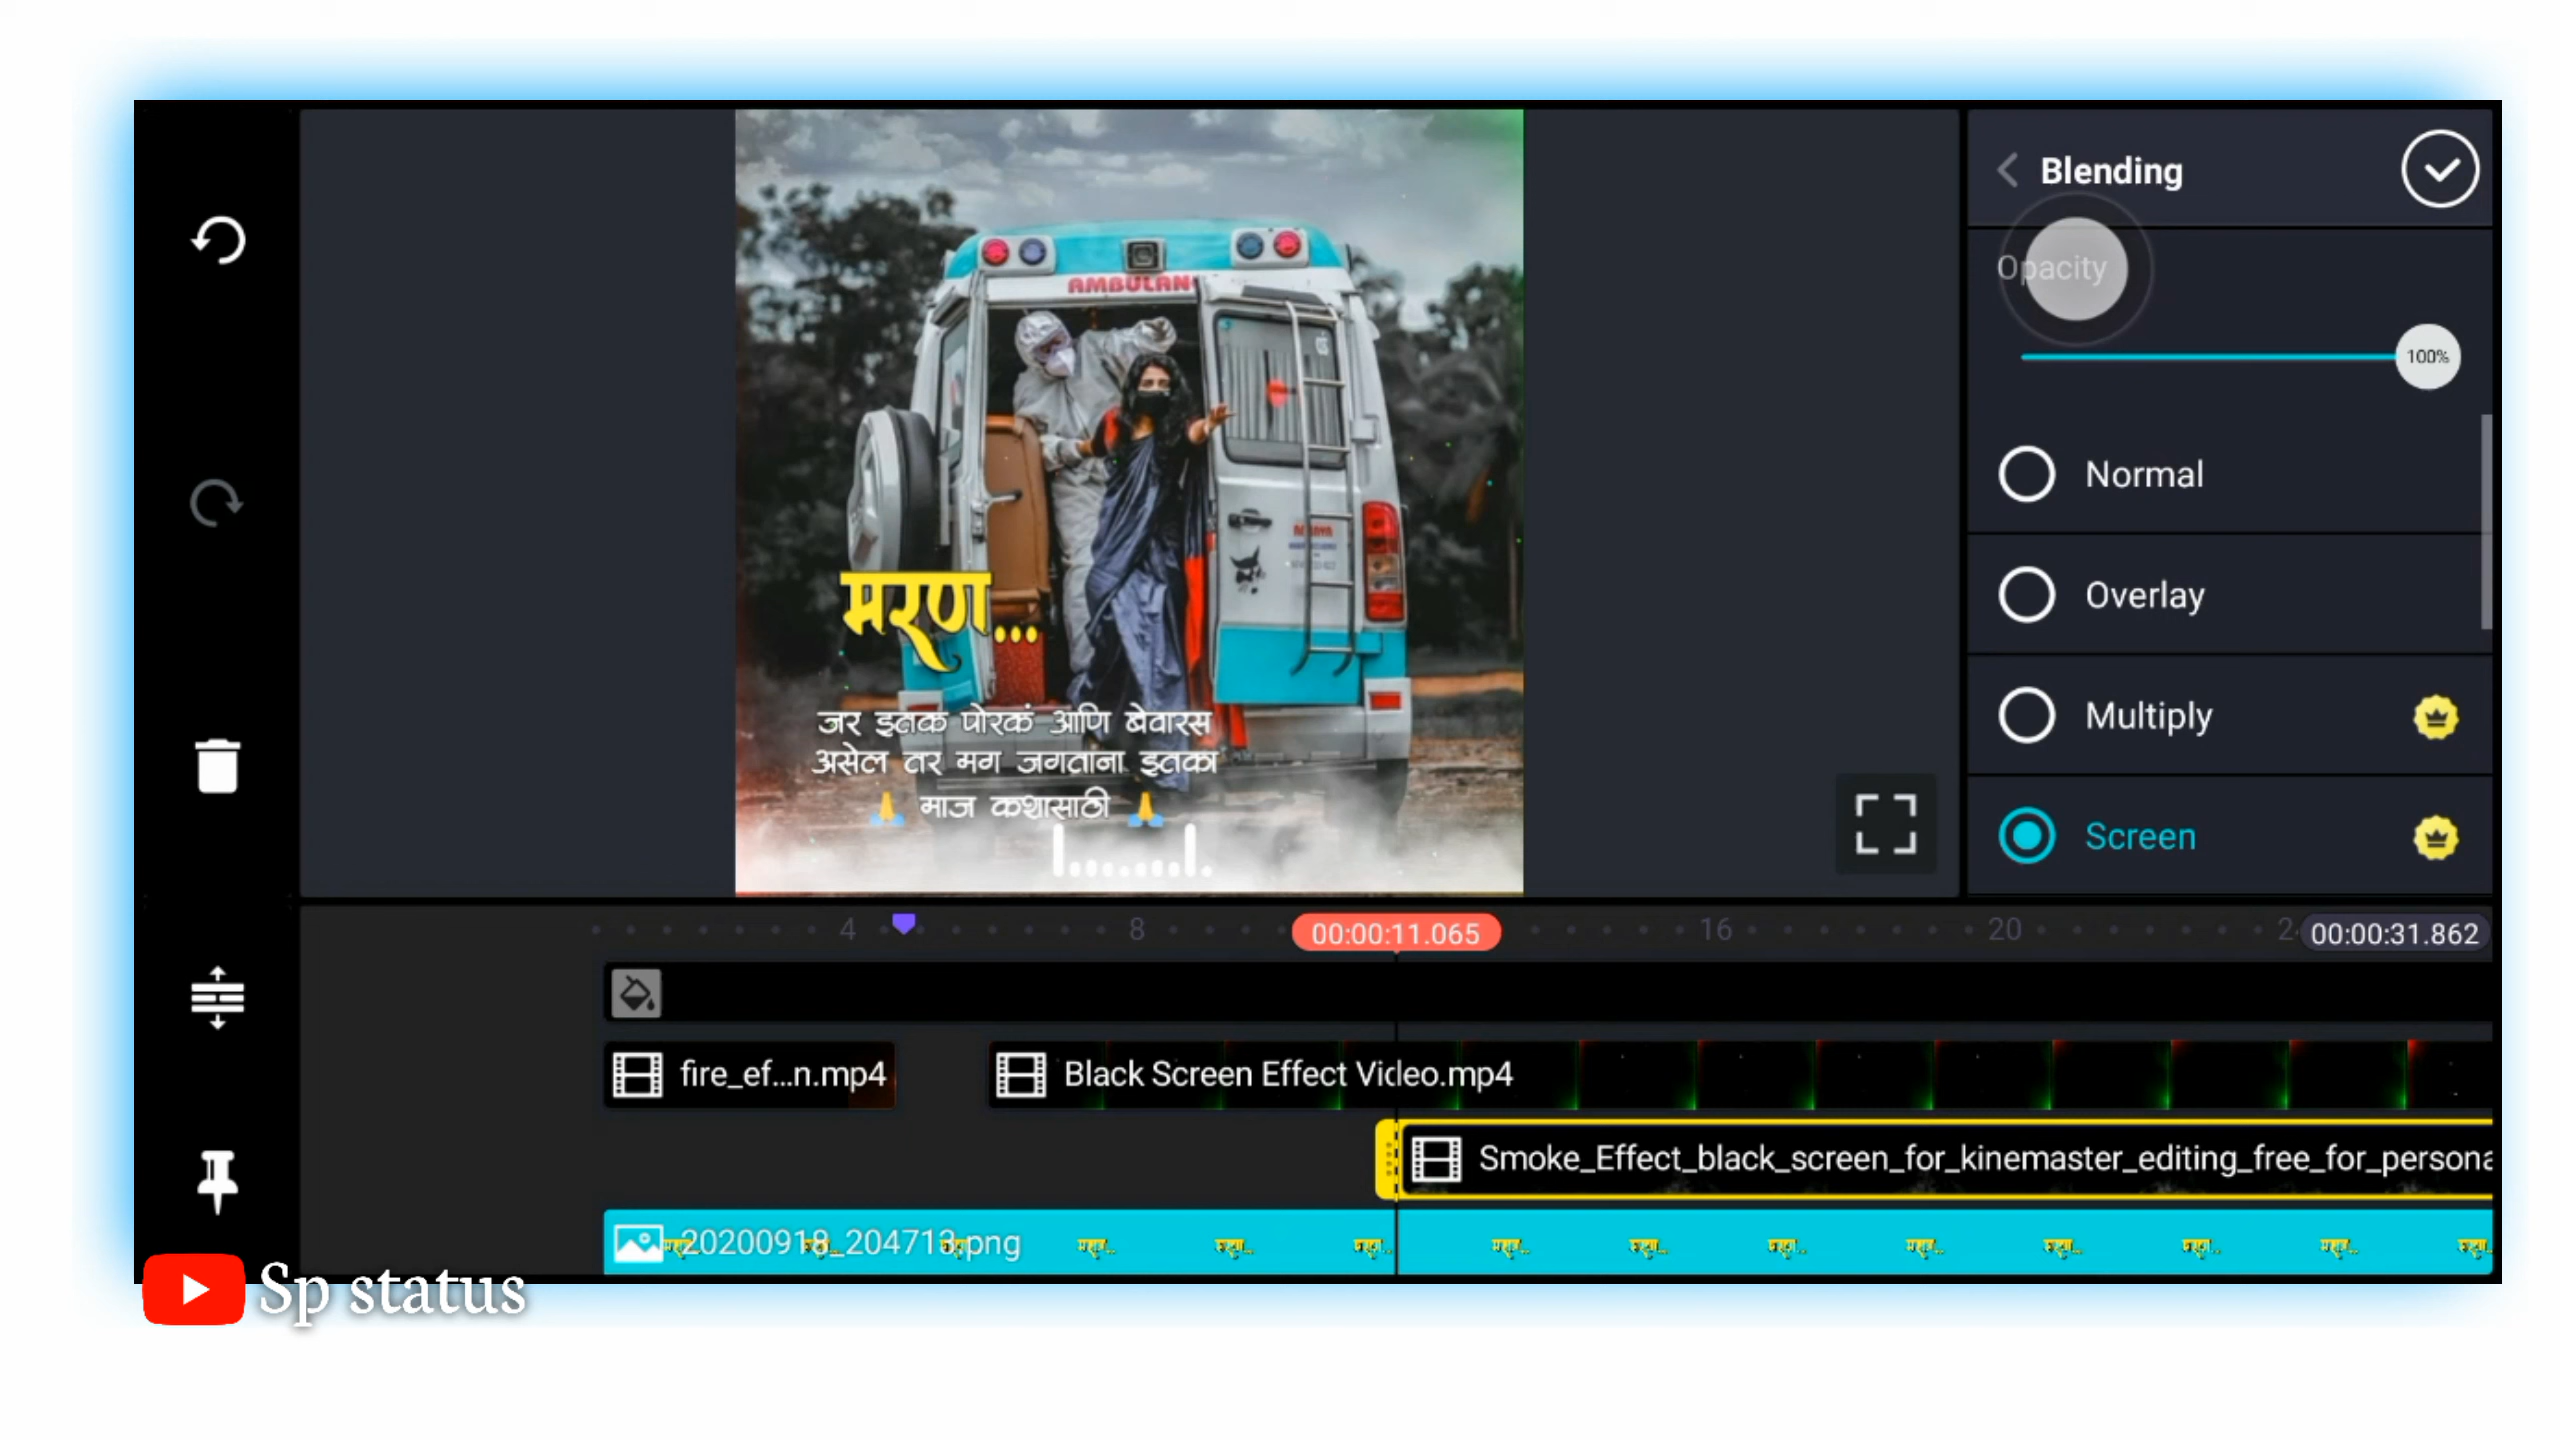 Blending
Opacity
100%
Normal
Overlay
Multiply
Screen
AMBULAN
मरण...
जर इतक पोरकं आणि बेवारस
असेल तर मग जगताना इतका
🙏 माज कशासाठी 🙏
4
8
00:00:11.065
16
20
2
00:00:31.862
fire_ef...n.mp4
Black Screen Effect Video.mp4
Smoke_Effect_black_screen_for_kinemaster_editing_free_for_persona
20200918_204713.png
Sp status